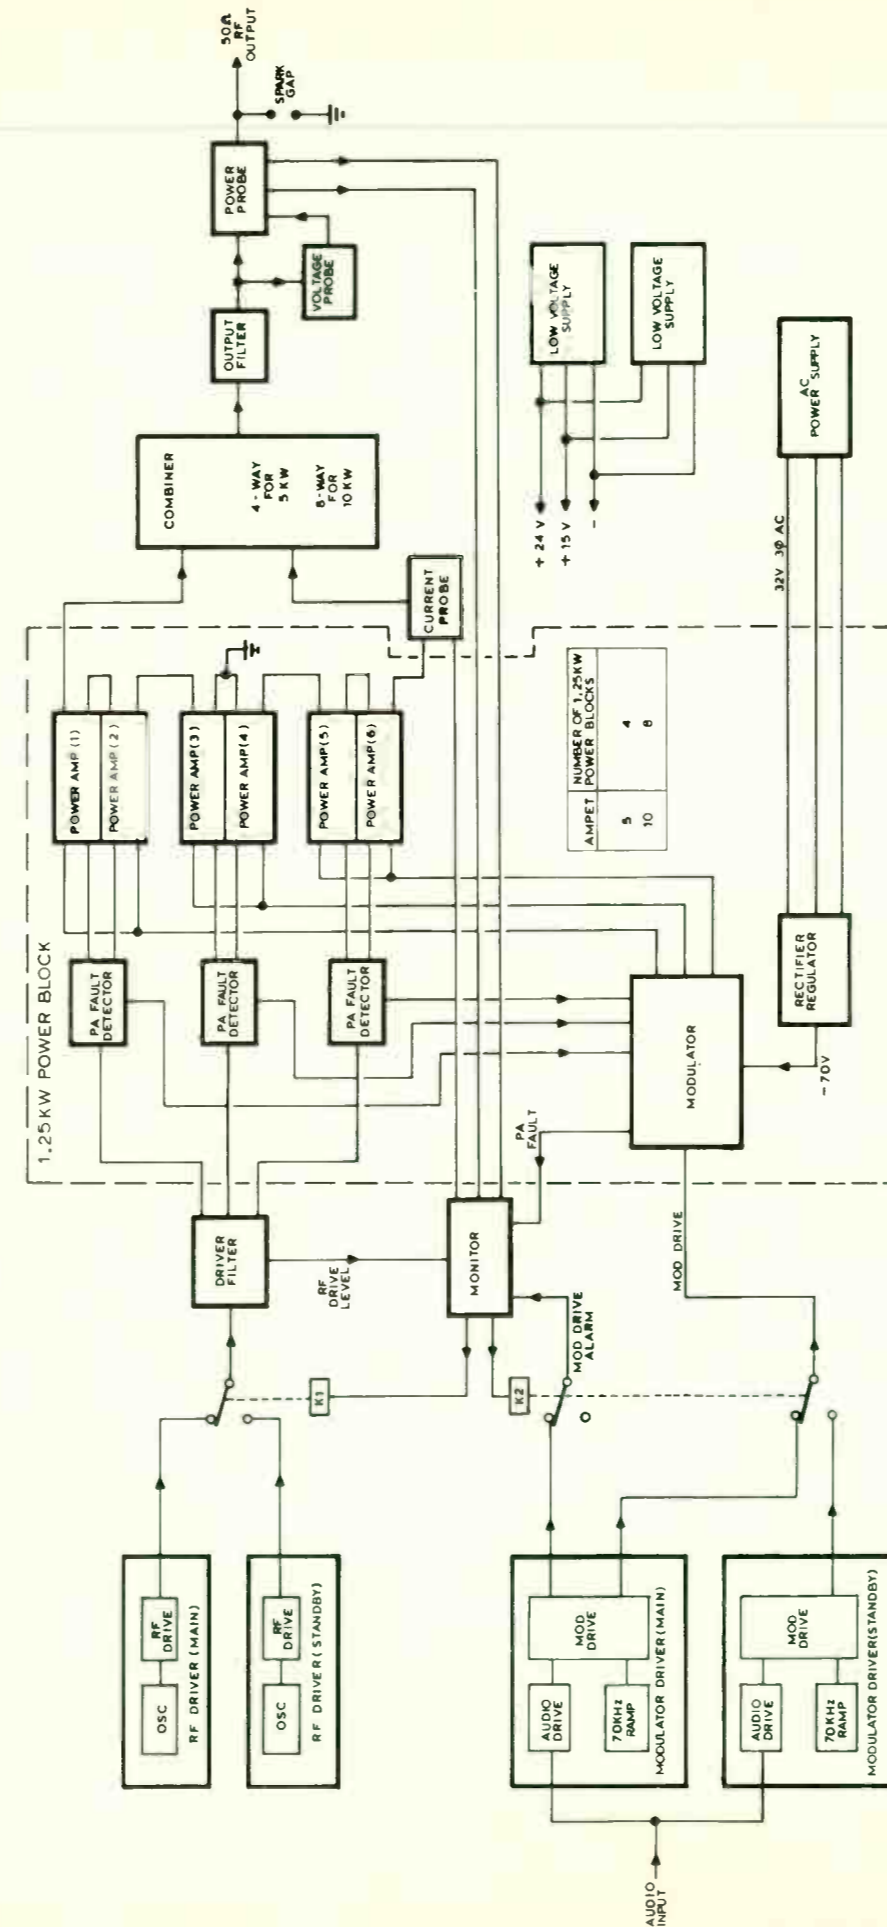 50Ω
RF
OUTPUT
SPARK
GAP
POWER
PROBE
VOLTAGE
PROBE
OUTPUT
FILTER
COMBINER
4-WAY
FOR
5 KW
8-WAY
FOR
10 KW
CURRENT
PROBE
LOW VOLTAGE
SUPPLY
LOW VOLTAGE
SUPPLY
+ 24 V
+ 15 V
-
AC
POWER SUPPLY
32V 3Ø AC
1.25KW POWER BLOCK
POWER AMP (1)
POWER AMP (2)
POWER AMP(3)
POWER AMP(4)
POWER AMP(5)
POWER AMP(6)
AMPET NUMBER OF 1.25KW
POWER BLOCKS
5 4
10 8
PA FAULT
DETECTOR
PA FAULT
DETECTOR
PA FAULT
DETECTOR
RECTIFIER
REGULATOR
- 70V
MODULATOR
PA
FAULT
DRIVER
FILTER
RF
DRIVE
LEVEL
MONITOR
MOD DRIVE
MOD DRIVE
ALARM
K1
K2
OSC
RF
DRIVE
RF DRIVER (MAIN)
OSC
RF
DRIVE
RF DRIVER (STANDBY)
AUDIO
DRIVE
70KHz
RAMP
MOD
DRIVE
MODULATOR DRIVER (MAIN)
AUDIO
DRIVE
70KHz
RAMP
MOD
DRIVE
MODULATOR DRIVER(STANDBY)
AUDIO
INPUT